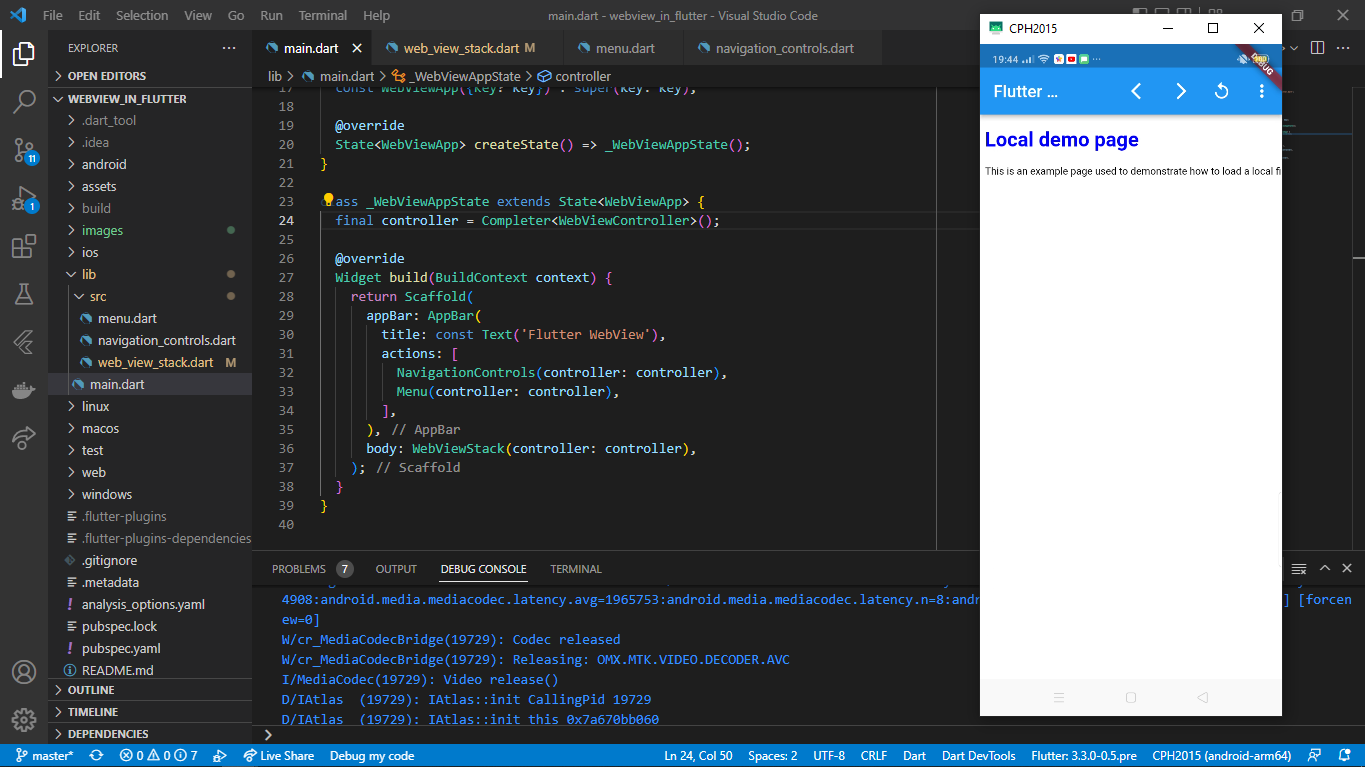 File Edit Selection View Go Run Terminal Help
main.dart - webview_in_flutter - Visual Studio Code
EXPLORER
OPEN EDITORS
WEBVIEW_IN_FLUTTER
.dart_tool
.idea
android
assets
build
images
ios
lib
src
menu.dart
navigation_controls.dart
web_view_stack.dart M
main.dart
linux
macos
test
web
windows
.flutter-plugins
.flutter-plugins-dependencies
.gitignore
.metadata
analysis_options.yaml
pubspec.lock
pubspec.yaml
README.md
OUTLINE
TIMELINE
DEPENDENCIES
11
1
main.dart web_view_stack.dart M menu.dart navigation_controls.dart
lib > main.dart > _WebViewAppState > controller
17 const WebViewApp({Key? key}) : super(key: key);
18
19 @override
20 State<WebViewApp> createState() => _WebViewAppState();
21 }
22
23 ass _WebViewAppState extends State<WebViewApp> {
24 final controller = Completer<WebViewController>();
25
26 @override
27 Widget build(BuildContext context) {
28 return Scaffold(
29 appBar: AppBar(
30 title: const Text('Flutter WebView'),
31 actions: [
32 NavigationControls(controller: controller),
33 Menu(controller: controller),
34 ],
35 ), // AppBar
36 body: WebViewStack(controller: controller),
37 ); // Scaffold
38 }
39 }
40
PROBLEMS 7 OUTPUT DEBUG CONSOLE TERMINAL
4908:android.media.mediacodec.latency.avg=1965753:android.media.mediacodec.latency.n=8:andr ] [forcen
ew=0]
W/cr_MediaCodecBridge(19729): Codec released
W/cr_MediaCodecBridge(19729): Releasing: OMX.MTK.VIDEO.DECODER.AVC
I/MediaCodec(19729): Video release()
D/IAtlas (19729): IAtlas::init CallingPid 19729
D/IAtlas (19729): IAtlas::init this 0x7a670bb060
CPH2015
19:44
DEBUG
Flutter ...
Local demo page
This is an example page used to demonstrate how to load a local fi
master* 0 0 7 Live Share Debug my code Ln 24, Col 50 Spaces: 2 UTF-8 CRLF Dart Dart DevTools Flutter: 3.3.0-0.5.pre CPH2015 (android-arm64)